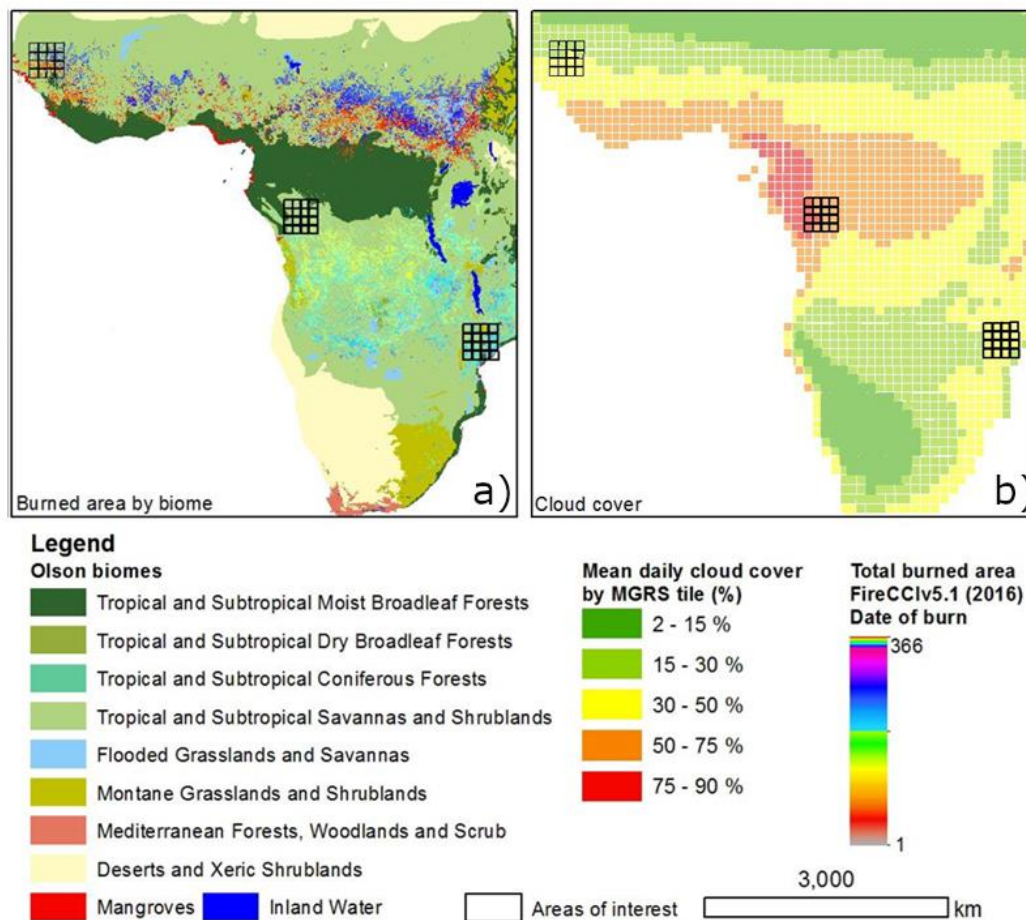 a)
Burned area by biome
b)
Cloud cover
Legend
Olson biomes
Tropical and Subtropical Moist Broadleaf Forests
Tropical and Subtropical Dry Broadleaf Forests
Tropical and Subtropical Coniferous Forests
Tropical and Subtropical Savannas and Shrublands
Flooded Grasslands and Savannas
Montane Grasslands and Shrublands
Mediterranean Forests, Woodlands and Scrub
Deserts and Xeric Shrublands
Mangroves
Inland Water
Mean daily cloud cover
by MGRS tile (%)
2 - 15 %
15 - 30 %
30 - 50 %
50 - 75 %
75 - 90 %
Total burned area
FireCCIv5.1 (2016)
Date of burn
366
1
Areas of interest
3,000
km